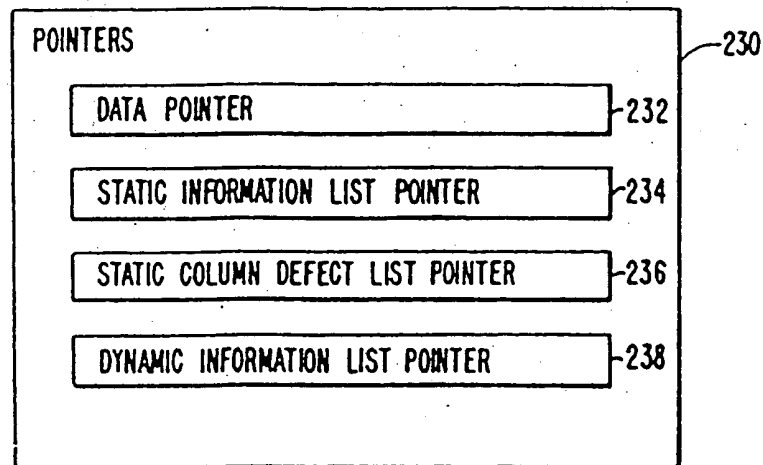 POINTERS
230
DATA POINTER
232
STATIC INFORMATION LIST POINTER
234
STATIC COLUMN DEFECT LIST POINTER
236
DYNAMIC INFORMATION LIST POINTER
238